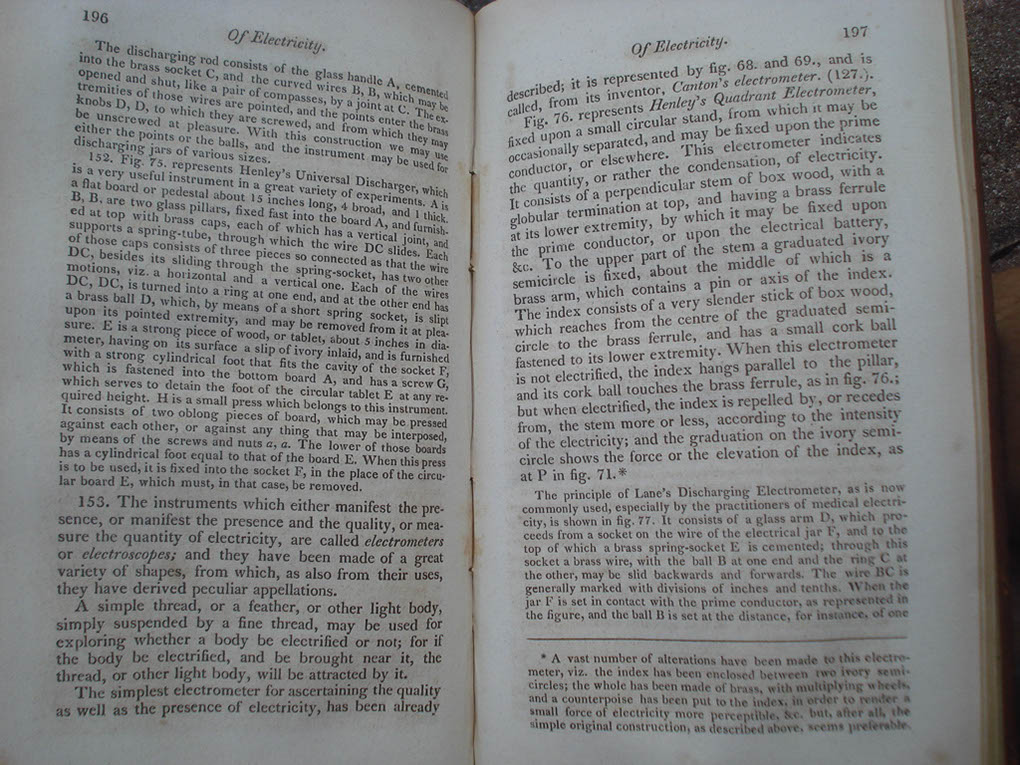 196
Of Electricity.
The discharging rod consists of the glass handle A, cemented
into the brass socket C, and the curved wires B, B, which may be
opened and shut, like a pair of compasses, by a joint at C. The ex-
tremities of those wires are pointed, and the points enter the brass
knobs D, D, to which they are screwed, and from which they may
be unscrewed at pleasure. With this construction we may use
either the points or the balls, and the instrument may be used for
discharging jars of various sizes.
152. Fig. 75. represents Henley's Universal Discharger, which
is a very useful instrument in a great variety of experiments. A is
a flat board or pedestal about 15 inches long, 4 broad, and 1 thick.
B, B. are two glass pillars, fixed fast into the board A, and furnish-
ed at top with brass caps, each of which has a vertical joint, and
supports a spring-tube, through which the wire DC slides. Each
of those caps consists of three pieces so connected as that the wire
DC, besides its sliding through the spring-socket, has two other
motions, viz. a horizontal and a vertical one. Each of the wires
DC, DC, is turned into a ring at one end, and at the other end has
a brass ball D, which, by means of a short spring socket, is slipt
upon its pointed extremity, and may be removed from it at plea-
sure. E is a strong piece of wood, or tablet, about 5 inches in dia-
meter, having on its surface a slip of ivory inlaid, and is furnished
with a strong cylindrical foot that fits the cavity of the socket F,
which is fastened into the bottom board A, and has a screw G,
which serves to detain the foot of the circular tablet E at any re-
quired height. H is a small press which belongs to this instrument.
It consists of two oblong pieces of board, which may be pressed
against each other, or against any thing that may be interposed,
by means of the screws and nuts a, a. The lower of those boards
has a cylindrical foot equal to that of the board E. When this press
is to be used, it is fixed into the socket F, in the place of the circu-
lar board E, which must, in that case, be removed.
153. The instruments which either manifest the pre-
sence, or manifest the presence and the quality, or mea-
sure the quantity of electricity, are called electrometers
or electroscopes; and they have been made of a great
variety of shapes, from which, as also from their uses,
they have derived peculiar appellations.
A simple thread, or a feather, or other light body,
simply suspended by a fine thread, may be used for
exploring whether a body be electrified or not; for if
the body be electrified, and be brought near it, the
thread, or other light body, will be attracted by it.
The simplest electrometer for ascertaining the quality
as well as the presence of electricity, has been already
Of Electricity.
197
described; it is represented by fig. 68. and 69., and is
called, from its inventor, Canton's electrometer. (127.).
Fig. 76. represents Henley's Quadrant Electrometer,
fixed upon a small circular stand, from which it may be
occasionally separated, and may be fixed upon the prime
conductor, or elsewhere. This electrometer indicates
the quantity, or rather the condensation, of electricity.
It consists of a perpendicular stem of box wood, with a
globular termination at top, and having a brass ferrule
at its lower extremity, by which it may be fixed upon
the prime conductor, or upon the electrical battery,
&c. To the upper part of the stem a graduated ivory
semicircle is fixed, about the middle of which is a
brass arm, which contains a pin or axis of the index.
The index consists of a very slender stick of box wood,
which reaches from the centre of the graduated semi-
circle to the brass ferrule, and has a small cork ball
fastened to its lower extremity. When this electrometer
is not electrified, the index hangs parallel to the pillar,
and its cork ball touches the brass ferrule, as in fig. 76.;
but when electrified, the index is repelled by, or recedes
from, the stem more or less, according to the intensity
of the electricity; and the graduation on the ivory semi-
circle shows the force or the elevation of the index, as
at P in fig. 71.*
The principle of Lane's Discharging Electrometer, as is now
commonly used, especially by the practitioners of medical electri-
city, is shown in fig. 77. It consists of a glass arm D, which pro-
ceeds from a socket on the wire of the electrical jar F, and to the
top of which a brass spring-socket E is cemented; through this
socket a brass wire, with the ball B at one end and the ring C at
the other, may be slid backwards and forwards. The wire BC is
generally marked with divisions of inches and tenths. When the
jar F is set in contact with the prime conductor, as represented in
the figure, and the ball B is set at the distance, for instance, of one
* A vast number of alterations have been made to this electro-
meter, viz. the index has been enclosed between two ivory semi-
circles; the whole has been made of brass, with multiplying wheels,
and a counterpoise has been put to the index, in order to render a
small force of electricity more perceptible, &c. but, after all, the
simple original construction, as described above, seems preferable.